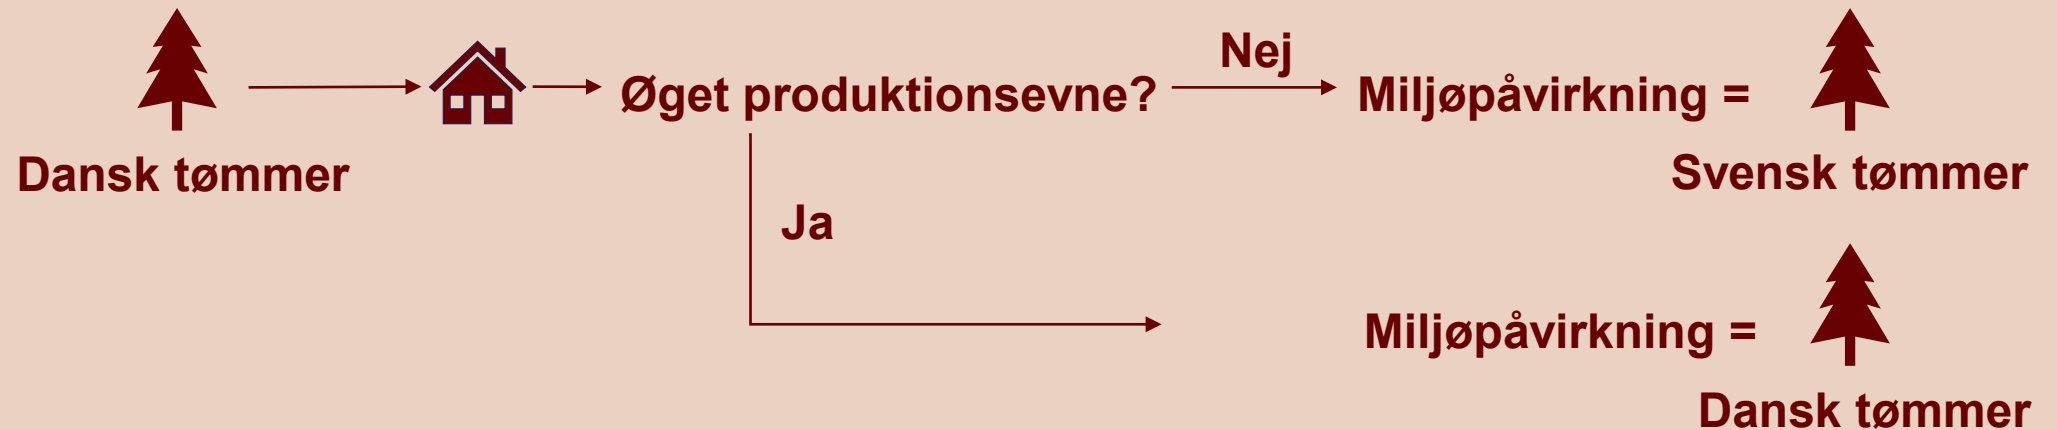 Dansk tømmer
Øget produktionsevne?
Nej
Miljøpåvirkning =
Svensk tømmer
Ja
Miljøpåvirkning =
Dansk tømmer